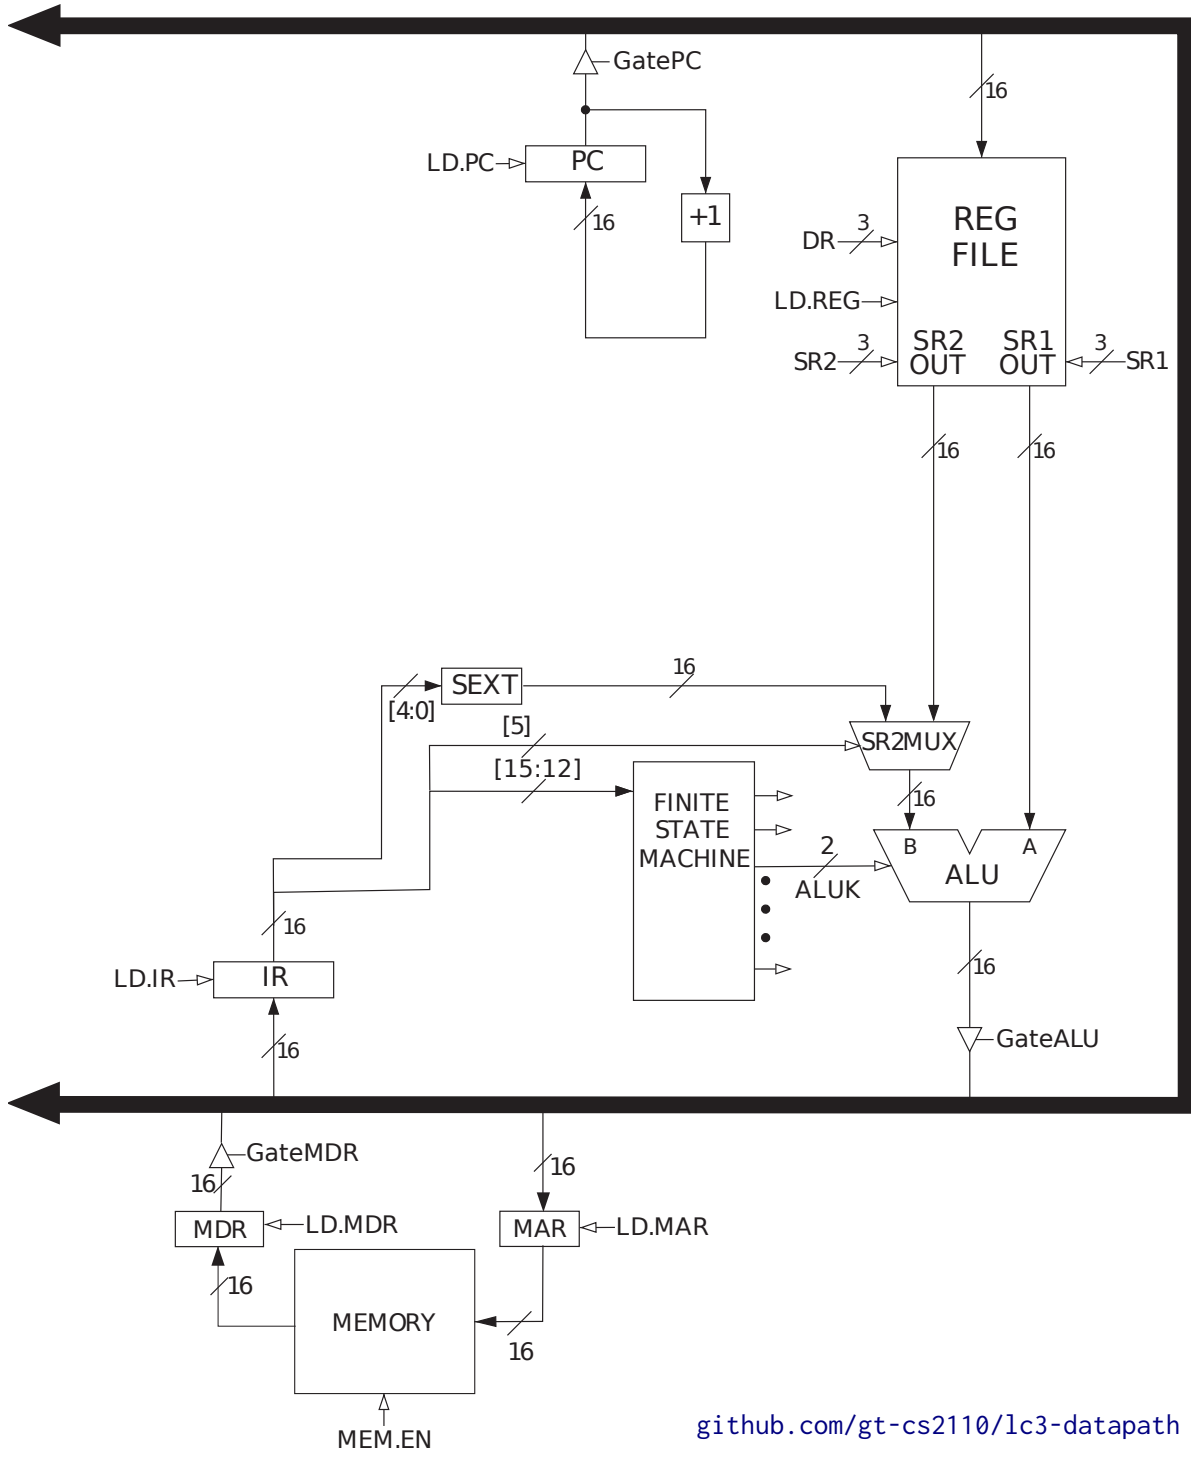 GatePC
16
LD.PC
PC
+1
16
REG
FILE
DR
3
LD.REG
SR2
3
SR2
OUT
SR1
OUT
3
SR1
16
16
SEXT
16
[4:0]
[5]
SR2MUX
[15:12]
16
FINITE
STATE
MACHINE
2
ALUK
B
A
ALU
16
LD.IR
IR
16
16
GateALU
GateMDR
16
16
MDR
LD.MDR
MAR
LD.MAR
16
MEMORY
16
MEM.EN
github.com/gt-cs2110/lc3-datapath